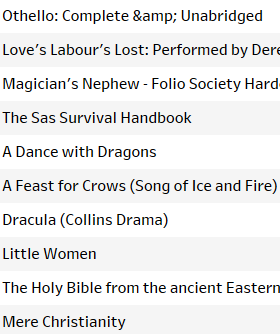 Othello: Complete &amp; Unabridged
Love's Labour's Lost: Performed by Dere
Magician's Nephew - Folio Society Hard
The Sas Survival Handbook
A Dance with Dragons
A Feast for Crows (Song of Ice and Fire)
Dracula (Collins Drama)
Little Women
The Holy Bible from the ancient Eastern
Mere Christianity